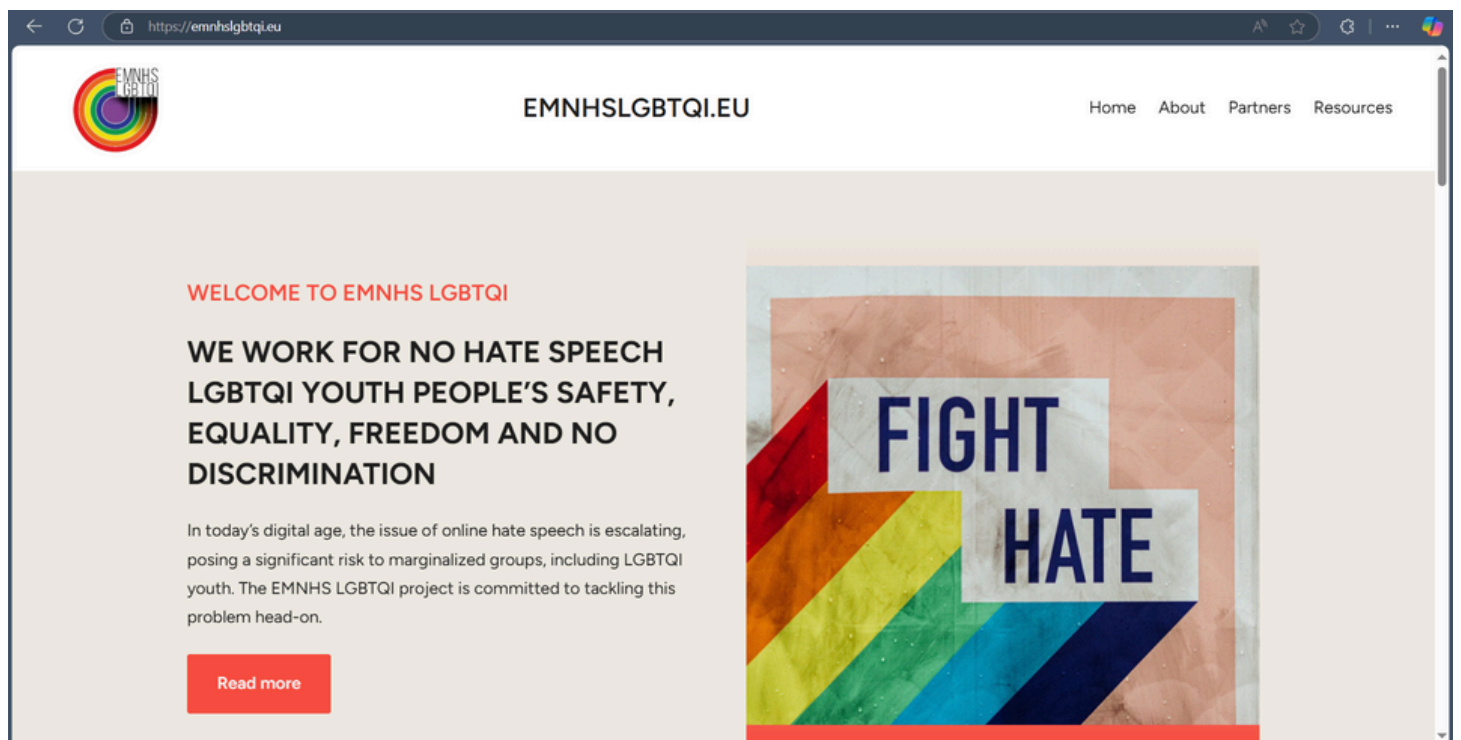 https://emnhslgbtqi.eu
EMNHS
LGBTQI
EMNHSLGBTQI.EU
Home About Partners Resources
WELCOME TO EMNHS LGBTQI
WE WORK FOR NO HATE SPEECH
LGBTQI YOUTH PEOPLE’S SAFETY,
EQUALITY, FREEDOM AND NO
DISCRIMINATION
In today’s digital age, the issue of online hate speech is escalating,
posing a significant risk to marginalized groups, including LGBTQI
youth. The EMNHS LGBTQI project is committed to tackling this
problem head-on.
Read more
FIGHT
HATE